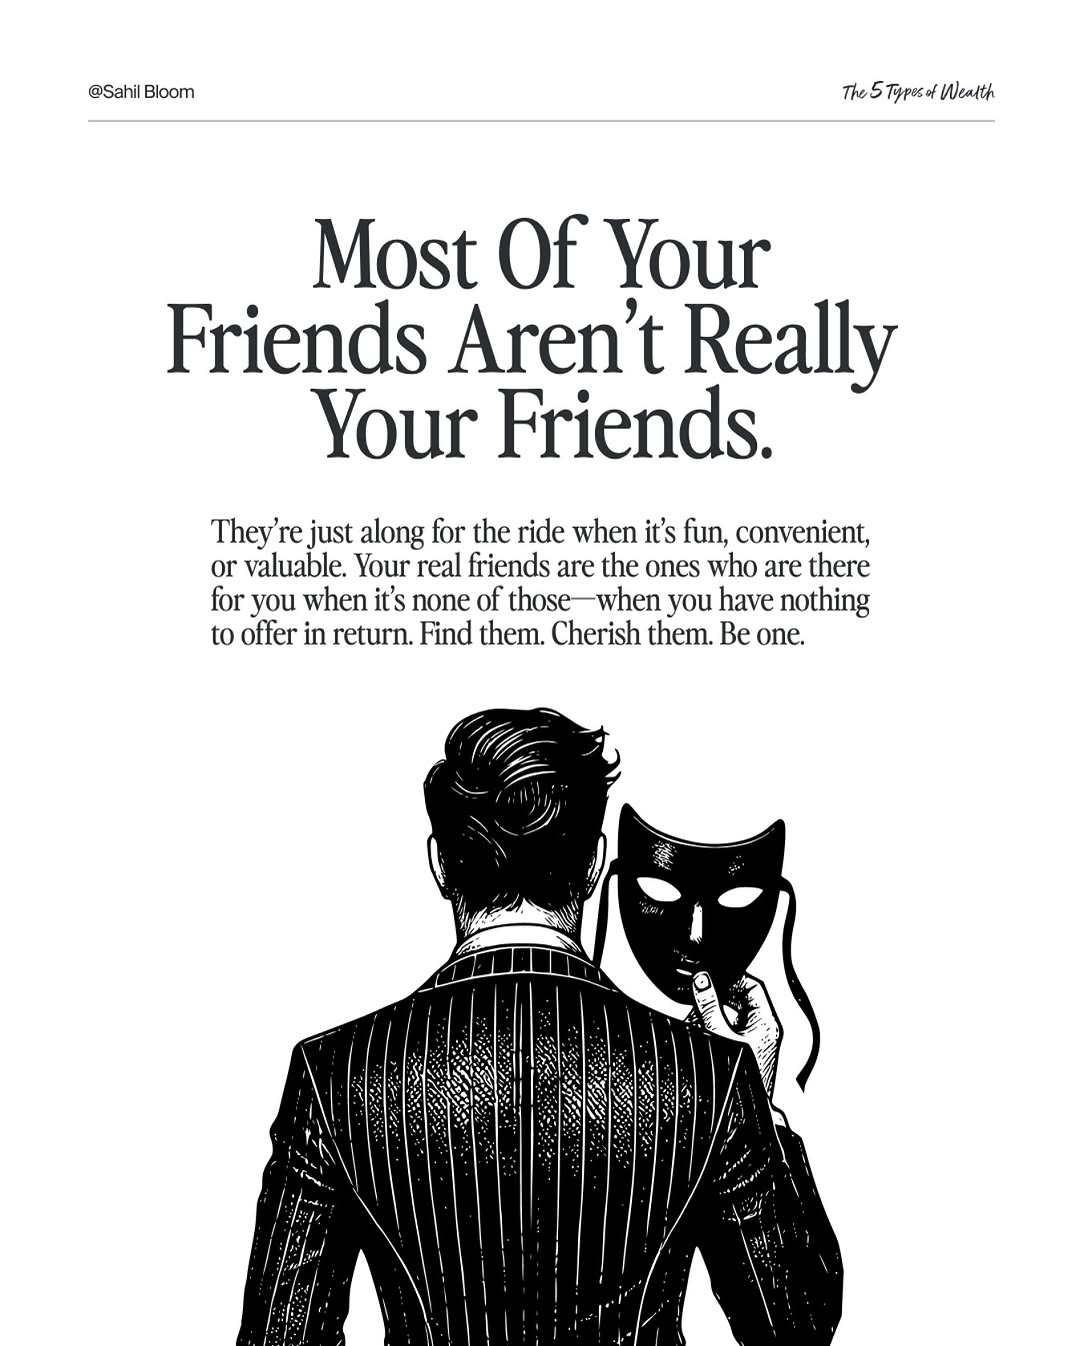 @Sahil Bloom
The 5 Types of Wealth
Most Of Your
Friends Aren’t Really
Your Friends.
They’re just along for the ride when it’s fun, convenient,
or valuable. Your real friends are the ones who are there
for you when it’s none of those—when you have nothing
to offer in return. Find them. Cherish them. Be one.